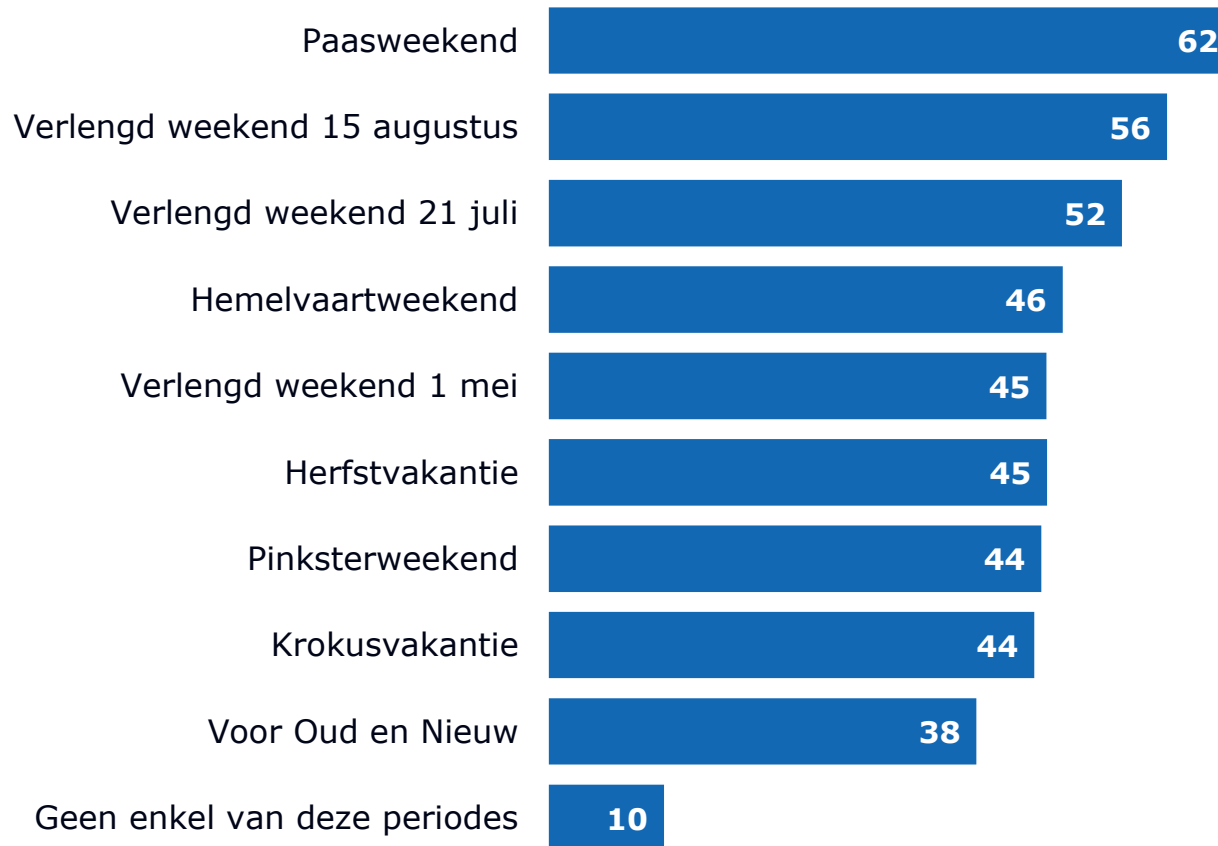 Paasweekend 62
Verlengd weekend 15 augustus 56
Verlengd weekend 21 juli 52
Hemelvaartweekend 46
Verlengd weekend 1 mei 45
Herfstvakantie 45
Pinksterweekend 44
Krokusvakantie 44
Voor Oud en Nieuw 38
Geen enkel van deze periodes 10